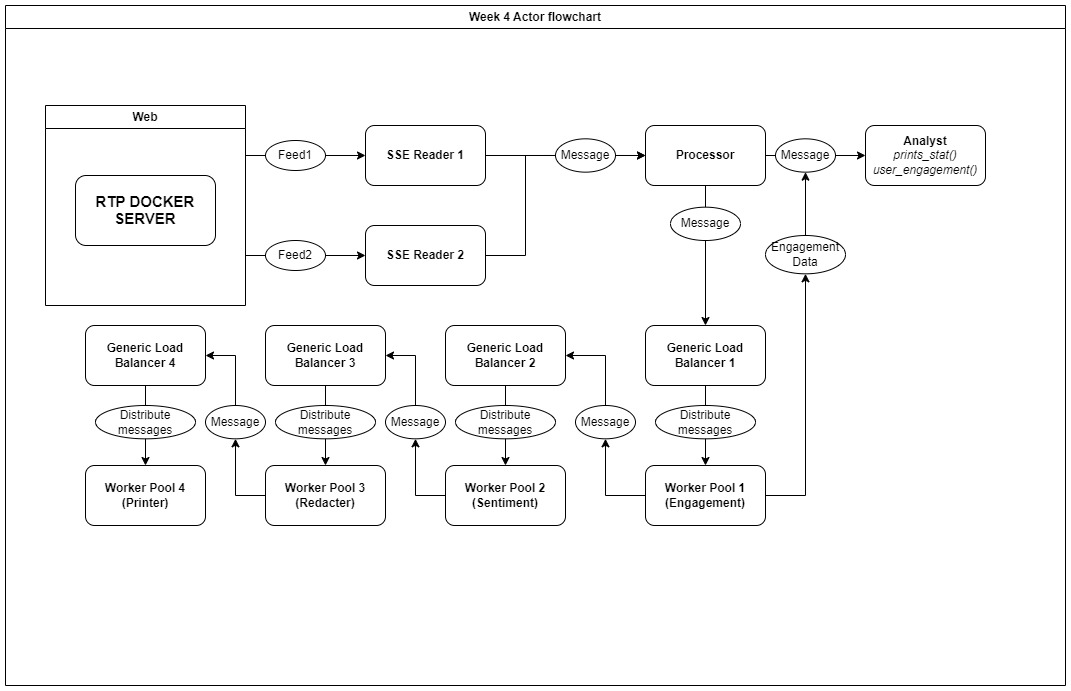 Week 4 Actor flowchart
Web
RTP DOCKER
SERVER
Feed1
SSE Reader 1
Message
Processor
Message
Analyst
prints_stat()
user_engagement()
Feed2
SSE Reader 2
Message
Engagement
Data
Generic Load
Balancer 4
Generic Load
Balancer 3
Generic Load
Balancer 2
Generic Load
Balancer 1
Distribute
messages
Message
Distribute
messages
Message
Distribute
messages
Message
Distribute
messages
Worker Pool 4
(Printer)
Worker Pool 3
(Redacter)
Worker Pool 2
(Sentiment)
Worker Pool 1
(Engagement)